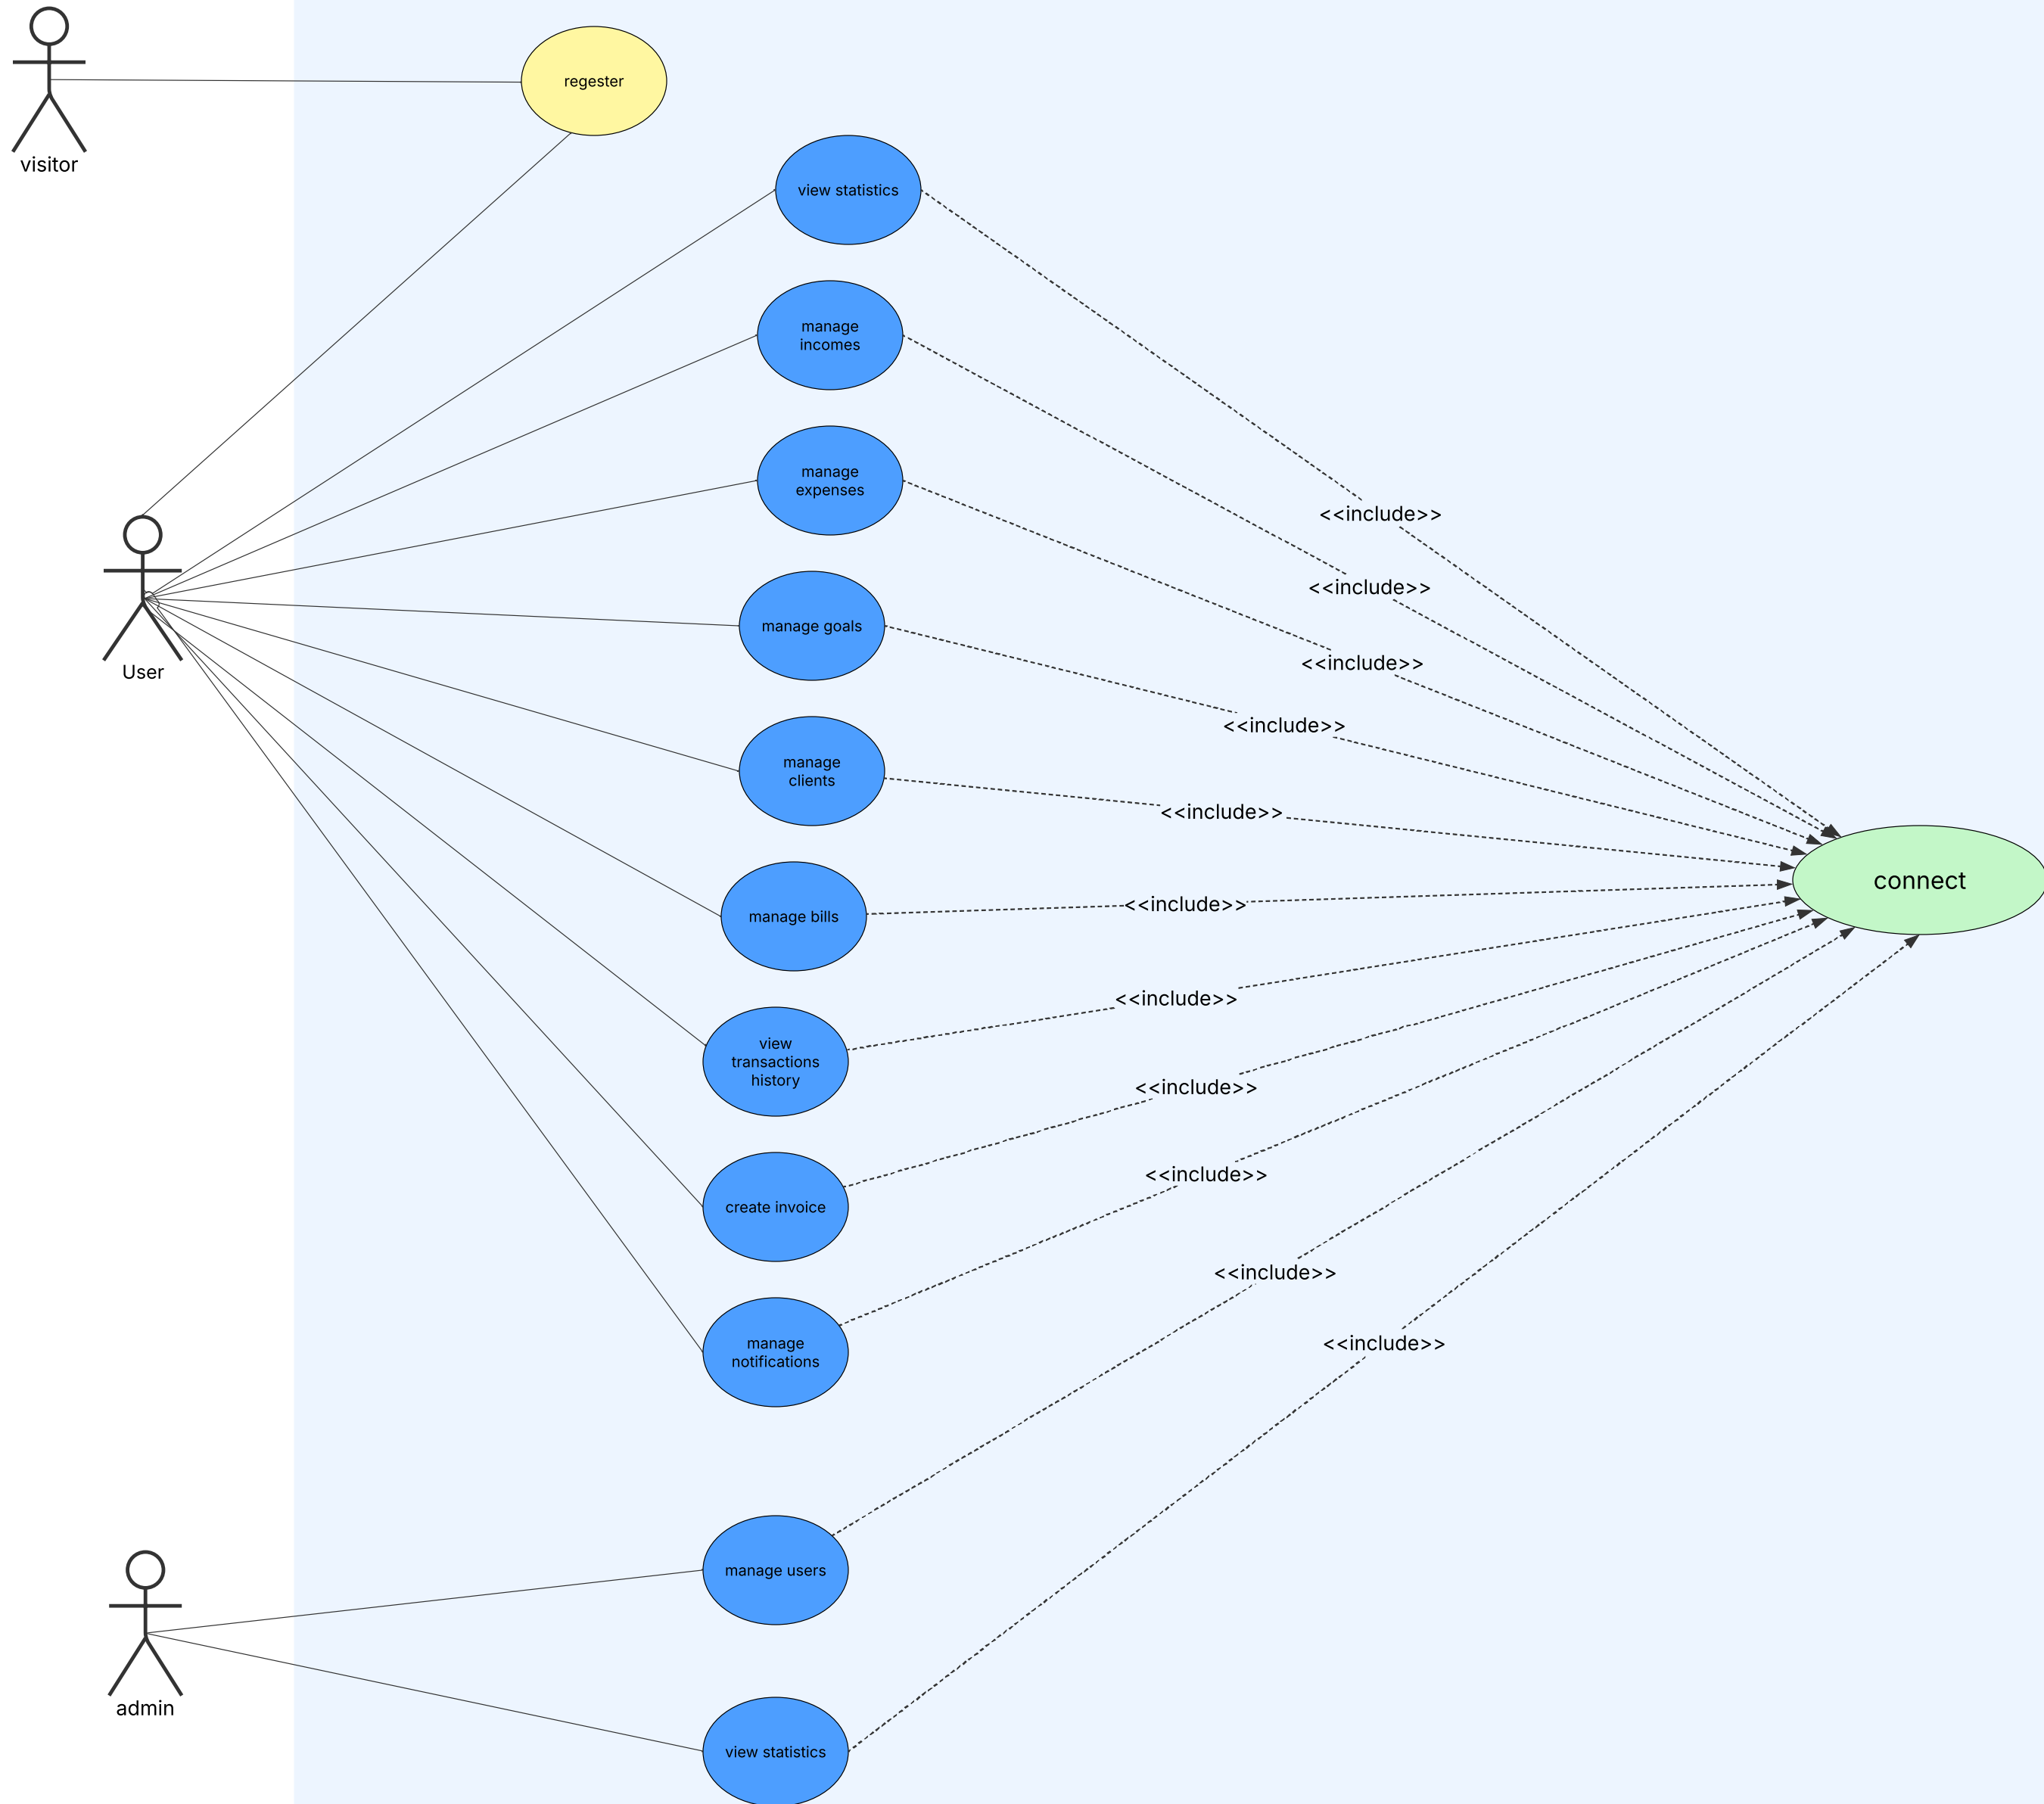 regester
visitor
view statistics
manage
incomes
manage
expenses
<<include>>
<<include>>
manage goals
User
<<include>>
<<include>>
manage
clients
<<include>>
connect
manage bills
<<include>>
<<include>>
view
transactions
history
<<include>>
<<include>>
create invoice
<<include>>
manage
notifications
<<include>>
manage users
admin
view statistics